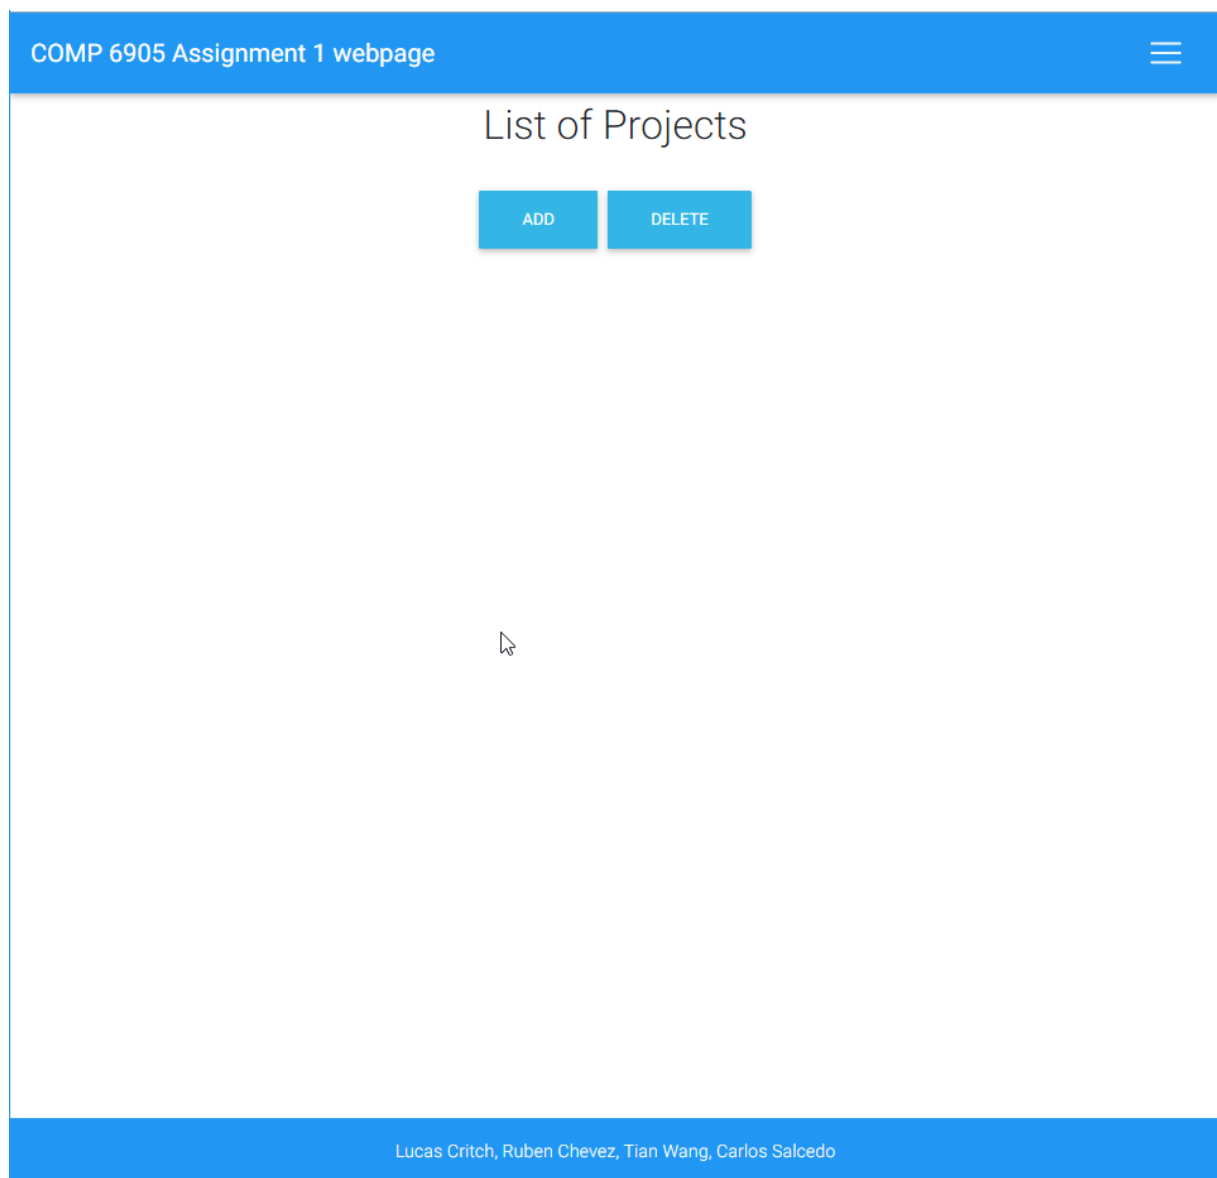 COMP 6905 Assignment 1 webpage
List of Projects
ADD DELETE
Lucas Critch, Ruben Chevez, Tian Wang, Carlos Salcedo